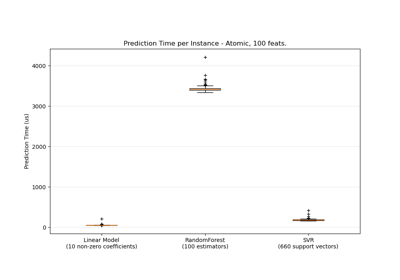 Prediction Time per Instance - Atomic, 100 feats.
4000
3000
2000
1000
0
Prediction Time (us)
Linear Model
(10 non-zero coefficients)
RandomForest
(100 estimators)
SVR
(660 support vectors)